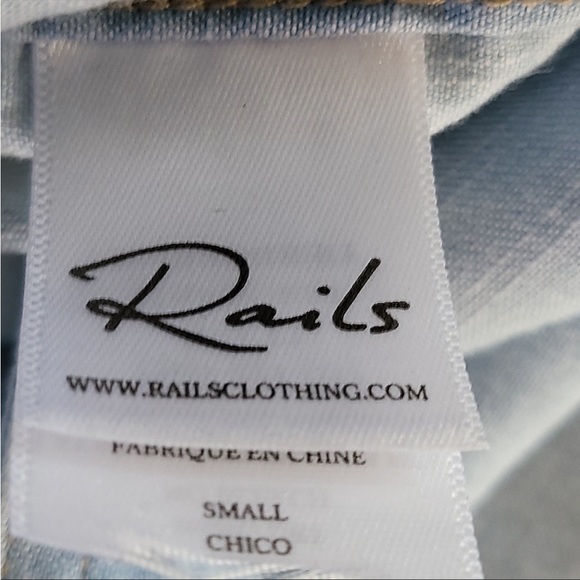 Rails
WWW.RAILSCLOTHING.COM
FABRIQUE EN CHINE
SMALL
CHICO